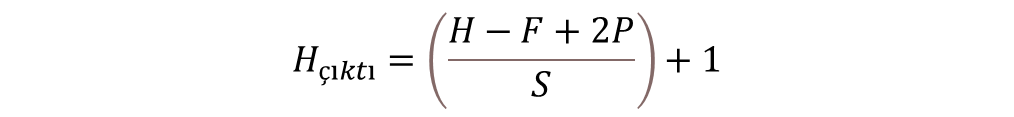 H_çıktı = ((H − F + 2P) / S) + 1